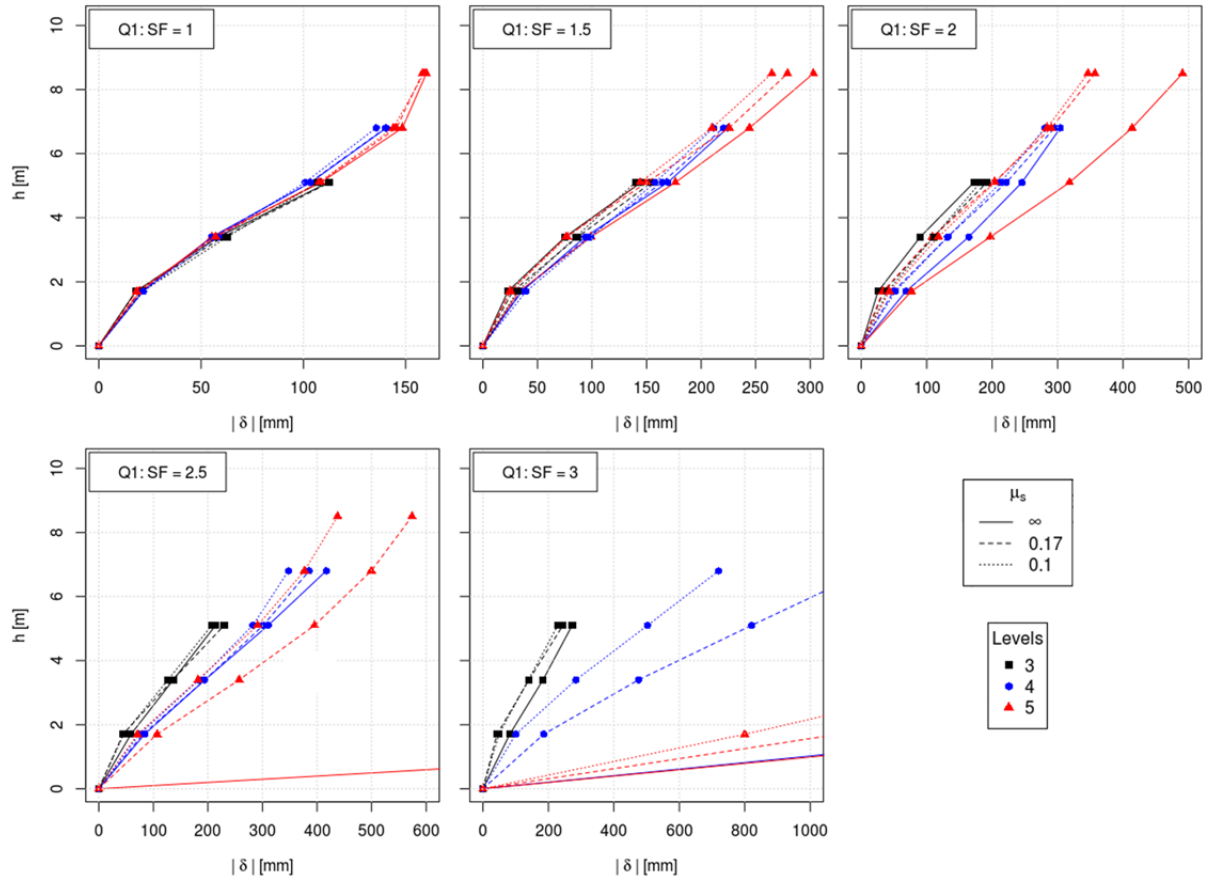 Q1: SF = 1
10
8
6
4
2
0
h [m]
0 50 100 150
| δ | [mm]
Q1: SF = 1.5
0 50 100 150 200 250 300
| δ | [mm]
Q1: SF = 2
0 100 200 300 400 500
| δ | [mm]
Q1: SF = 2.5
10
8
6
4
2
0
h [m]
0 100 200 300 400 500 600
| δ | [mm]
Q1: SF = 3
0 200 400 600 800 1000
| δ | [mm]
μs
∞
0.17
0.1
Levels
3
4
5